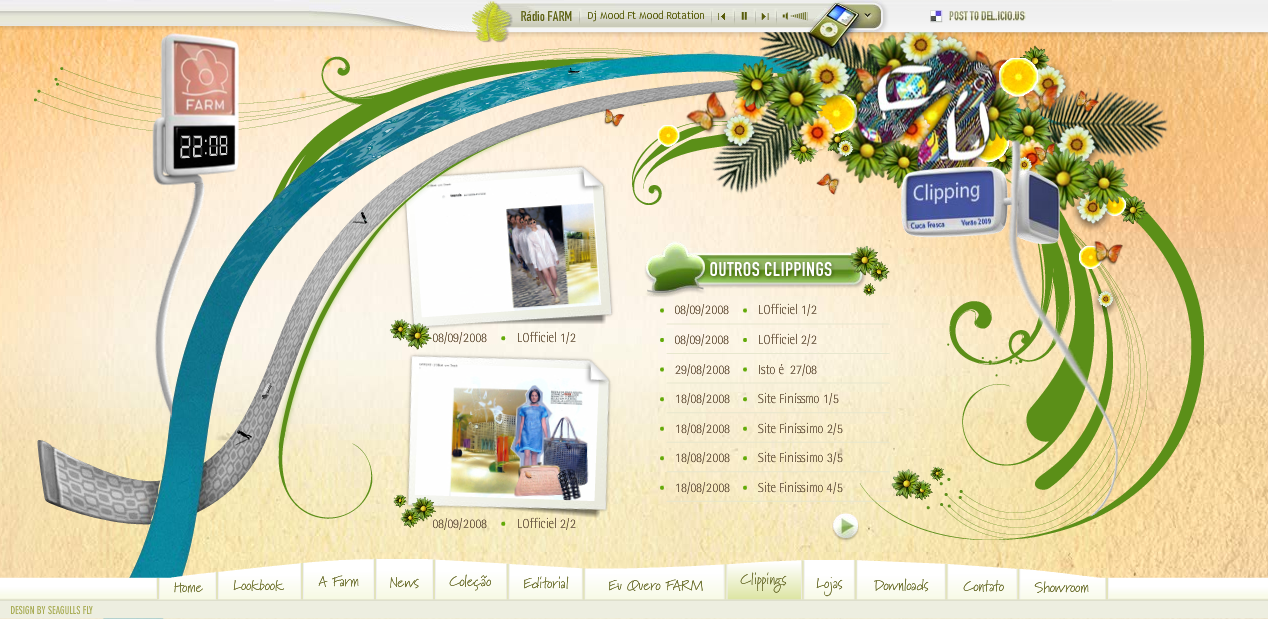 Rádio FARM
Dj Mood Ft Mood Rotation
POST TO DEL.ICIO.US
FARM
22:08
Clipping
Cuca Fresca
Verão 2009
OUTROS CLIPPINGS
08/09/2008 LOfficiel 1/2
08/09/2008 LOfficiel 2/2
29/08/2008 Isto é 27/08
18/08/2008 Site Finíssmo 1/5
18/08/2008 Site Finíssimo 2/5
18/08/2008 Site Finíssimo 3/5
18/08/2008 Site Finíssimo 4/5
08/09/2008 LOfficiel 1/2
08/09/2008 LOfficiel 2/2
Home
Lookbook
A Farm
News
Coleção
Editorial
Eu Quero FARM
Clippings
Lojas
Downloads
Contato
Showroom
DESIGN BY SEAGULLS FLY